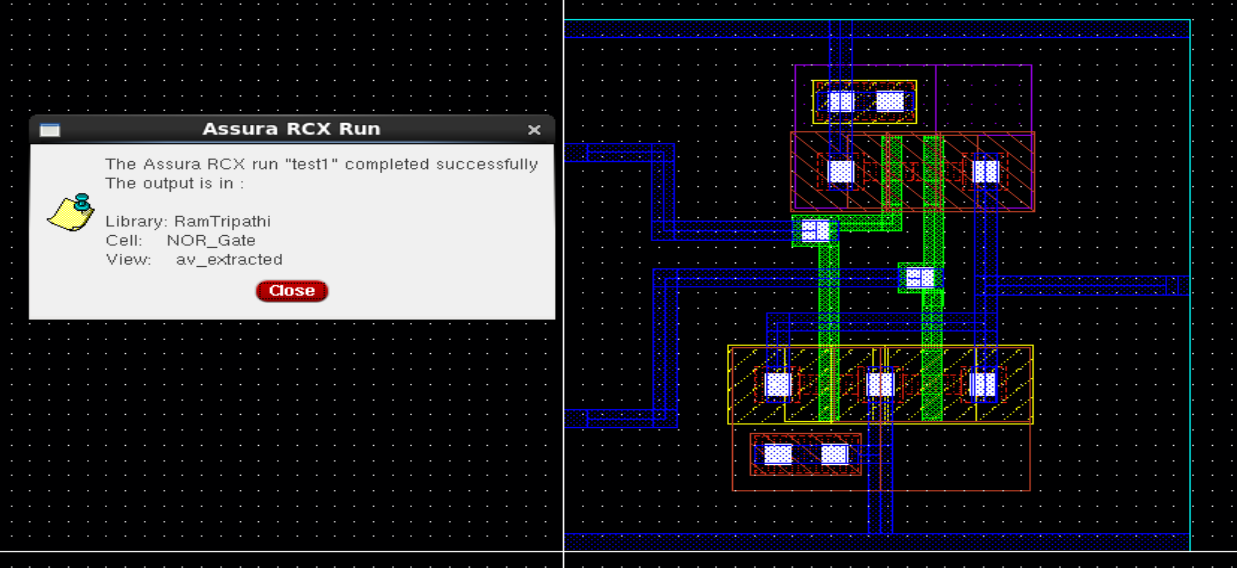 Assura RCX Run
The Assura RCX run "test1" completed successfully
The output is in :
Library: RamTripathi
Cell: NOR_Gate
View: av_extracted
Close